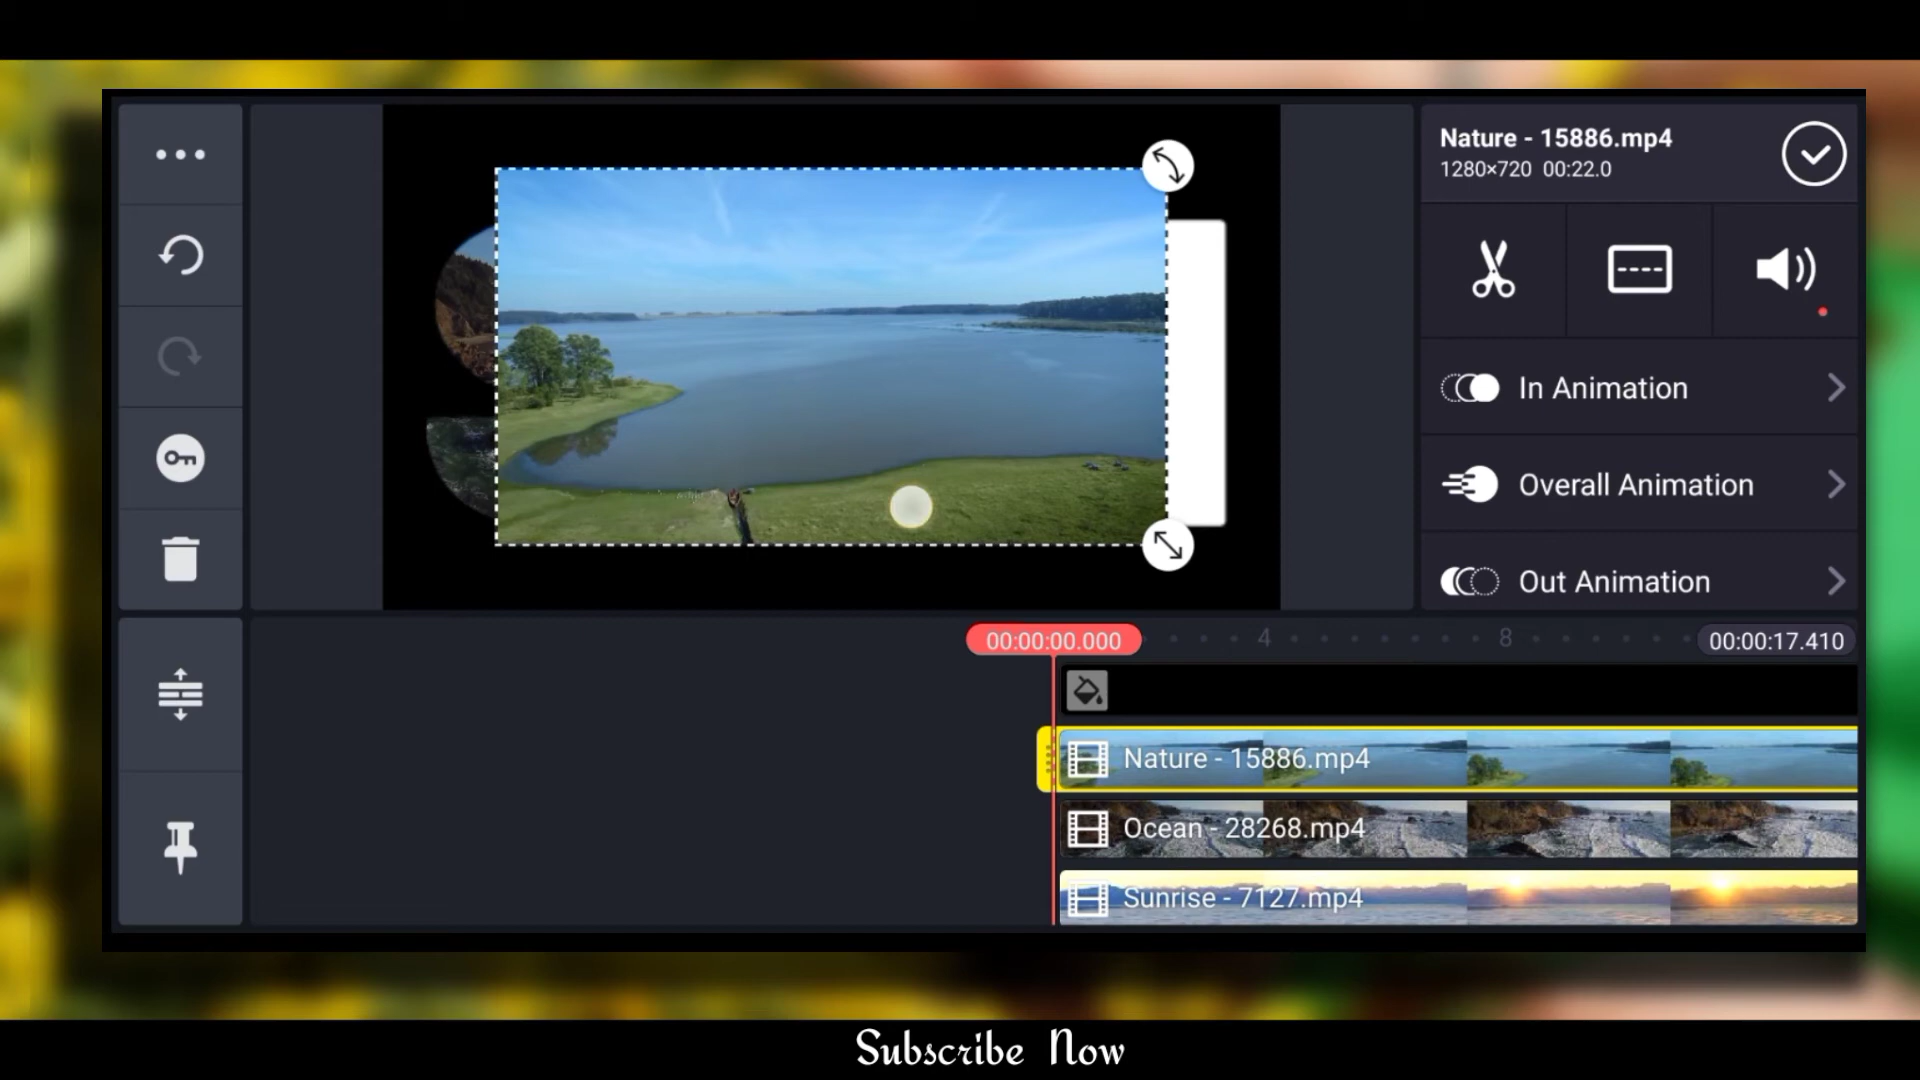 Nature - 15886.mp4
1280×720 00:22.0
In Animation
Overall Animation
Out Animation
00:00:00.000
4
8
00:00:17.410
Nature - 15886.mp4
Ocean - 28268.mp4
Sunrise - 7127.mp4
Subscribe Now